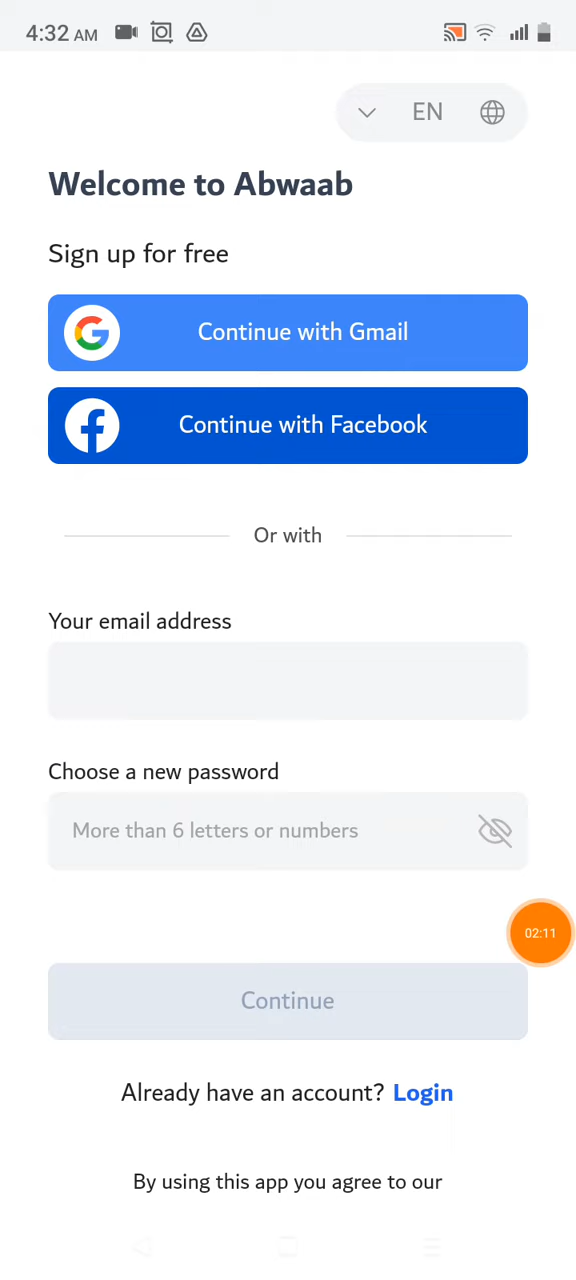 4:32 AM
EN
Welcome to Abwaab
Sign up for free
Continue with Gmail
Continue with Facebook
Or with
Your email address
Choose a new password
More than 6 letters or numbers
02:11
Continue
Already have an account? Login
By using this app you agree to our